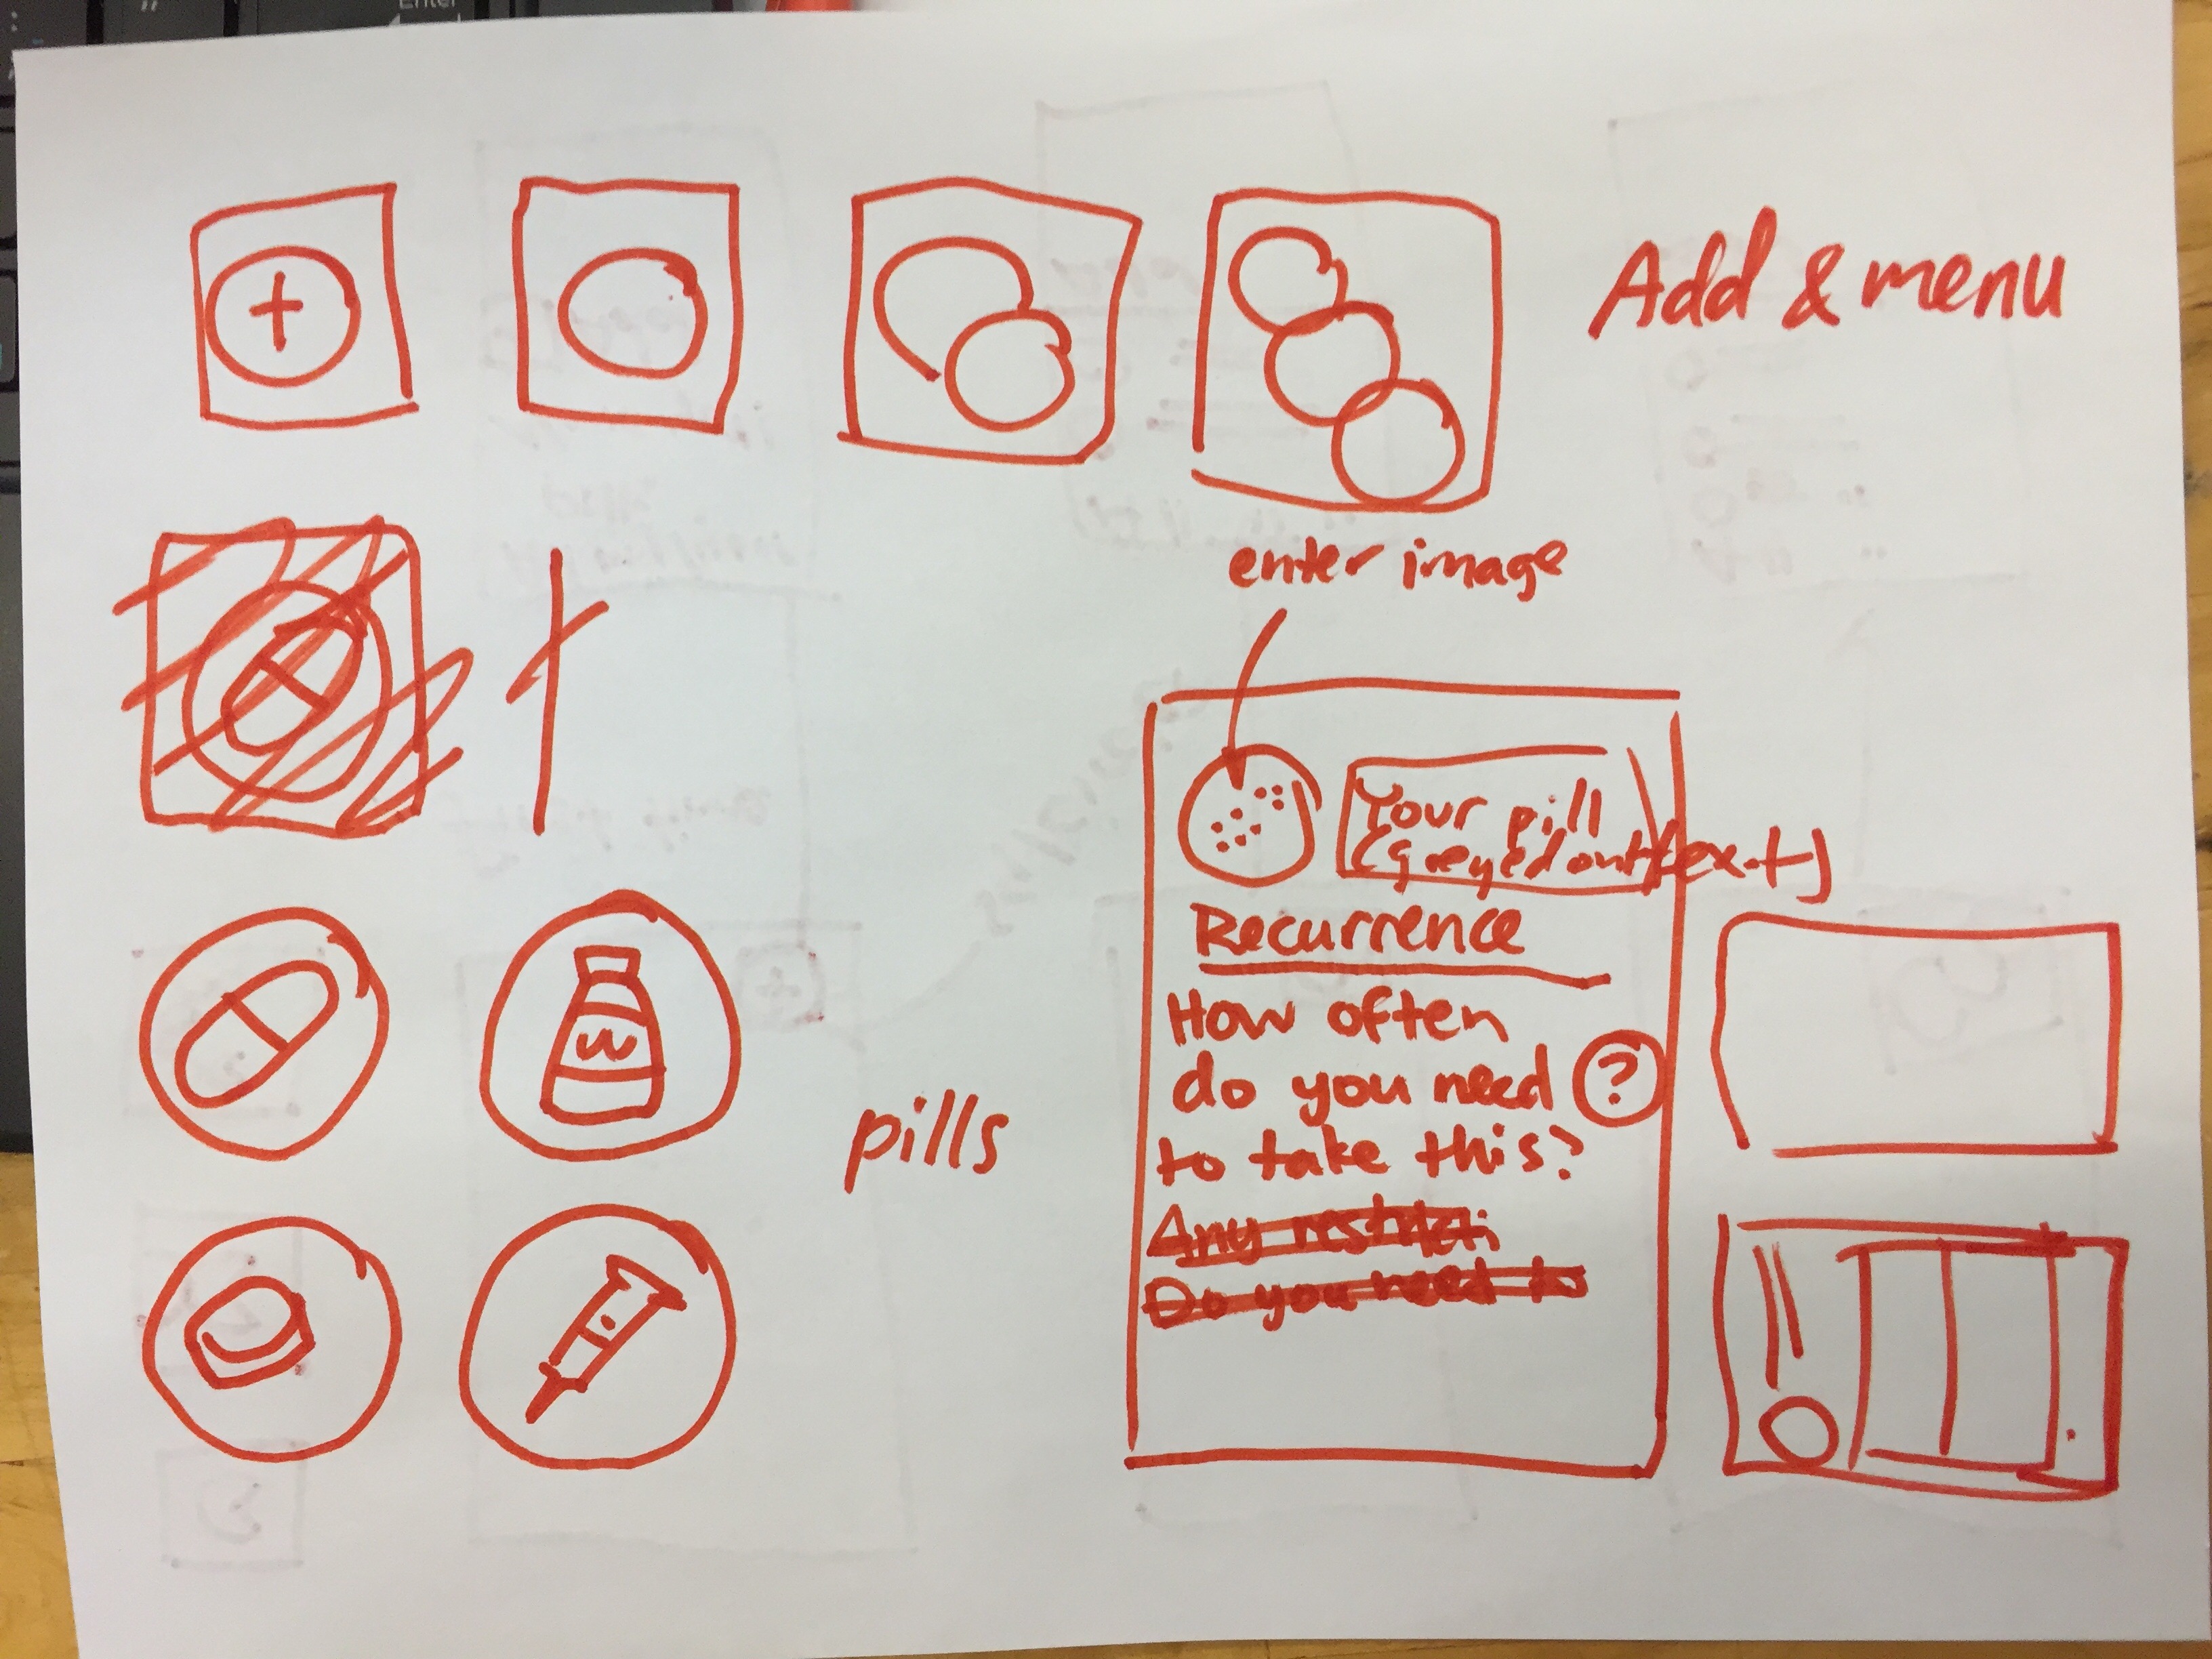 Enter
Add & menu
enter image
Your pill
(greyed out text)
Recurrence
How often
do you need ?
to take this?
Any restricti
Do you need to
pills